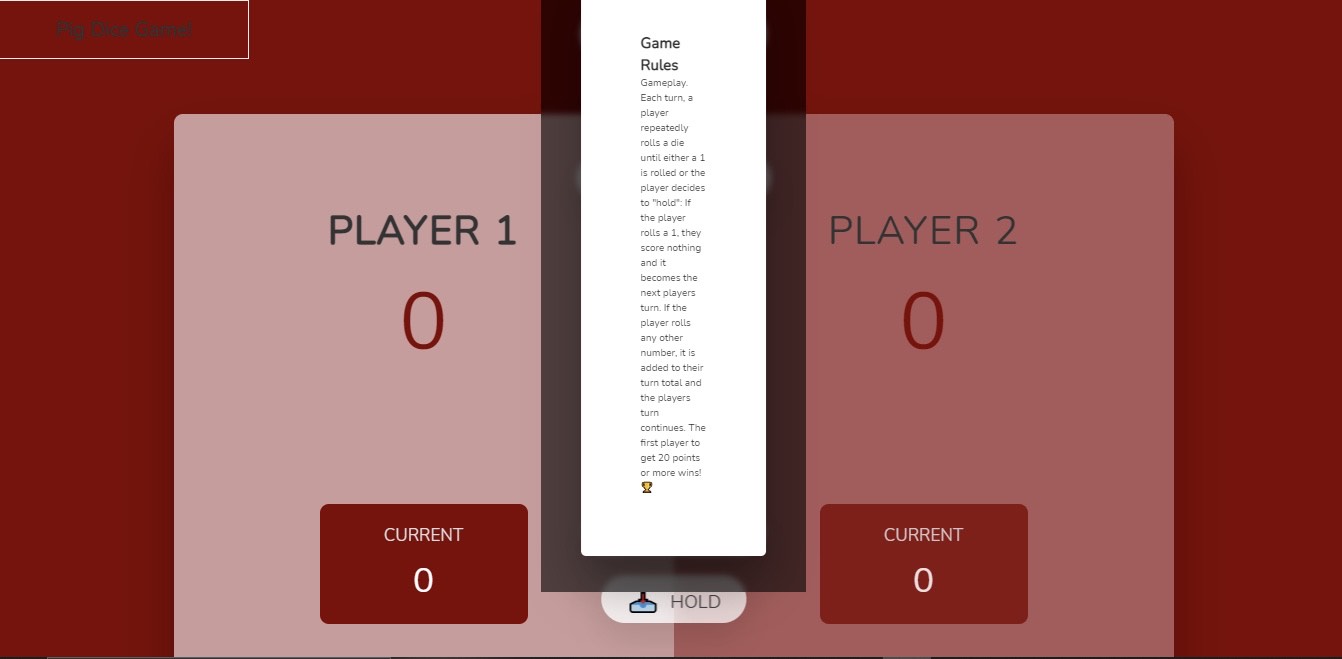 Pig Dice Game!
Game
Rules
Gameplay.
Each turn, a
player
repeatedly
rolls a die
until either a 1
is rolled or the
player decides
to "hold": If
the player
rolls a 1, they
score nothing
and it
becomes the
next players
turn. If the
player rolls
any other
number, it is
added to their
turn total and
the players
turn
continues. The
first player to
get 20 points
or more wins!
🏆
PLAYER 1
0
PLAYER 2
0
CURRENT
0
CURRENT
0
HOLD